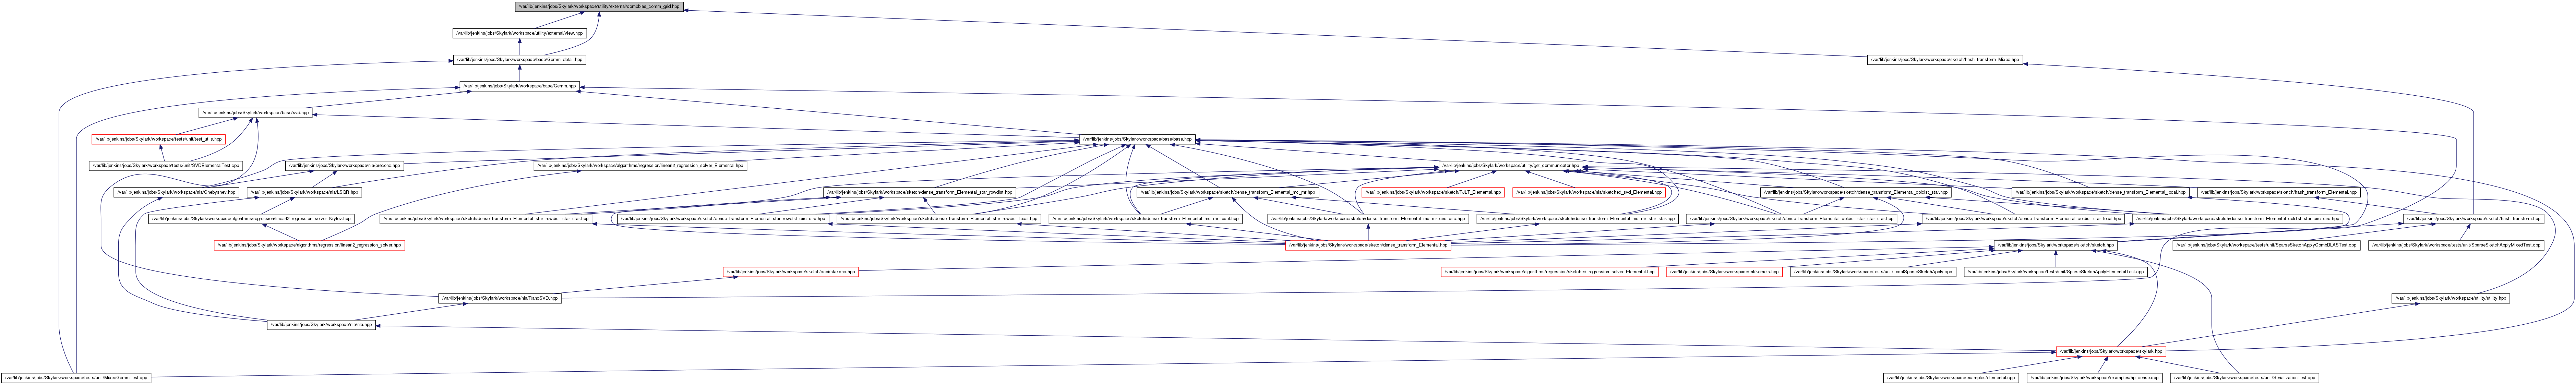 /var/lib/jenkins/jobs/Skylark/workspace/utility/external/combblas_comm_grid.hpp
/var/lib/jenkins/jobs/Skylark/workspace/utility/external/view.hpp
/var/lib/jenkins/jobs/Skylark/workspace/base/Gemm_detail.hpp
/var/lib/jenkins/jobs/Skylark/workspace/sketch/hash_transform_Mixed.hpp
/var/lib/jenkins/jobs/Skylark/workspace/base/Gemm.hpp
/var/lib/jenkins/jobs/Skylark/workspace/base/svd.hpp
/var/lib/jenkins/jobs/Skylark/workspace/tests/unit/test_utils.hpp
/var/lib/jenkins/jobs/Skylark/workspace/base/base.hpp
/var/lib/jenkins/jobs/Skylark/workspace/tests/unit/SVDElementalTest.cpp
/var/lib/jenkins/jobs/Skylark/workspace/nla/precond.hpp
/var/lib/jenkins/jobs/Skylark/workspace/algorithms/regression/linearl2_regression_solver_Elemental.hpp
/var/lib/jenkins/jobs/Skylark/workspace/utility/get_communicator.hpp
/var/lib/jenkins/jobs/Skylark/workspace/nla/Chebyshev.hpp
/var/lib/jenkins/jobs/Skylark/workspace/nla/LSQR.hpp
/var/lib/jenkins/jobs/Skylark/workspace/sketch/dense_transform_Elemental_star_rowdist.hpp
/var/lib/jenkins/jobs/Skylark/workspace/sketch/dense_transform_Elemental_mc_mr.hpp
/var/lib/jenkins/jobs/Skylark/workspace/sketch/FJLT_Elemental.hpp
/var/lib/jenkins/jobs/Skylark/workspace/nla/sketched_svd_Elemental.hpp
/var/lib/jenkins/jobs/Skylark/workspace/sketch/dense_transform_Elemental_coldist_star.hpp
/var/lib/jenkins/jobs/Skylark/workspace/sketch/dense_transform_Elemental_local.hpp
/var/lib/jenkins/jobs/Skylark/workspace/sketch/hash_transform_Elemental.hpp
/var/lib/jenkins/jobs/Skylark/workspace/algorithms/regression/linearl2_regression_solver_Krylov.hpp
/var/lib/jenkins/jobs/Skylark/workspace/sketch/dense_transform_Elemental_star_rowdist_star_star.hpp
/var/lib/jenkins/jobs/Skylark/workspace/sketch/dense_transform_Elemental_star_rowdist_circ_circ.hpp
/var/lib/jenkins/jobs/Skylark/workspace/sketch/dense_transform_Elemental_star_rowdist_local.hpp
/var/lib/jenkins/jobs/Skylark/workspace/sketch/dense_transform_Elemental_mc_mr_local.hpp
/var/lib/jenkins/jobs/Skylark/workspace/sketch/dense_transform_Elemental_mc_mr_circ_circ.hpp
/var/lib/jenkins/jobs/Skylark/workspace/sketch/dense_transform_Elemental_mc_mr_star_star.hpp
/var/lib/jenkins/jobs/Skylark/workspace/sketch/dense_transform_Elemental_coldist_star_star_star.hpp
/var/lib/jenkins/jobs/Skylark/workspace/sketch/dense_transform_Elemental_coldist_star_local.hpp
/var/lib/jenkins/jobs/Skylark/workspace/sketch/dense_transform_Elemental_coldist_star_circ_circ.hpp
/var/lib/jenkins/jobs/Skylark/workspace/sketch/hash_transform.hpp
/var/lib/jenkins/jobs/Skylark/workspace/algorithms/regression/linearl2_regression_solver.hpp
/var/lib/jenkins/jobs/Skylark/workspace/sketch/dense_transform_Elemental.hpp
/var/lib/jenkins/jobs/Skylark/workspace/sketch/sketch.hpp
/var/lib/jenkins/jobs/Skylark/workspace/tests/unit/SparseSketchApplyCombBLASTest.cpp
/var/lib/jenkins/jobs/Skylark/workspace/tests/unit/SparseSketchApplyMixedTest.cpp
/var/lib/jenkins/jobs/Skylark/workspace/sketch/capi/sketchc.hpp
/var/lib/jenkins/jobs/Skylark/workspace/algorithms/regression/sketched_regression_solver_Elemental.hpp
/var/lib/jenkins/jobs/Skylark/workspace/ml/kernels.hpp
/var/lib/jenkins/jobs/Skylark/workspace/tests/unit/LocalSparseSketchApply.cpp
/var/lib/jenkins/jobs/Skylark/workspace/tests/unit/SparseSketchApplyElementalTest.cpp
/var/lib/jenkins/jobs/Skylark/workspace/nla/RandSVD.hpp
/var/lib/jenkins/jobs/Skylark/workspace/utility/utility.hpp
/var/lib/jenkins/jobs/Skylark/workspace/nla/nla.hpp
/var/lib/jenkins/jobs/Skylark/workspace/skylark.hpp
/var/lib/jenkins/jobs/Skylark/workspace/tests/unit/MixedGemmTest.cpp
/var/lib/jenkins/jobs/Skylark/workspace/examples/elemental.cpp
/var/lib/jenkins/jobs/Skylark/workspace/examples/hp_dense.cpp
/var/lib/jenkins/jobs/Skylark/workspace/tests/unit/SerializationTest.cpp